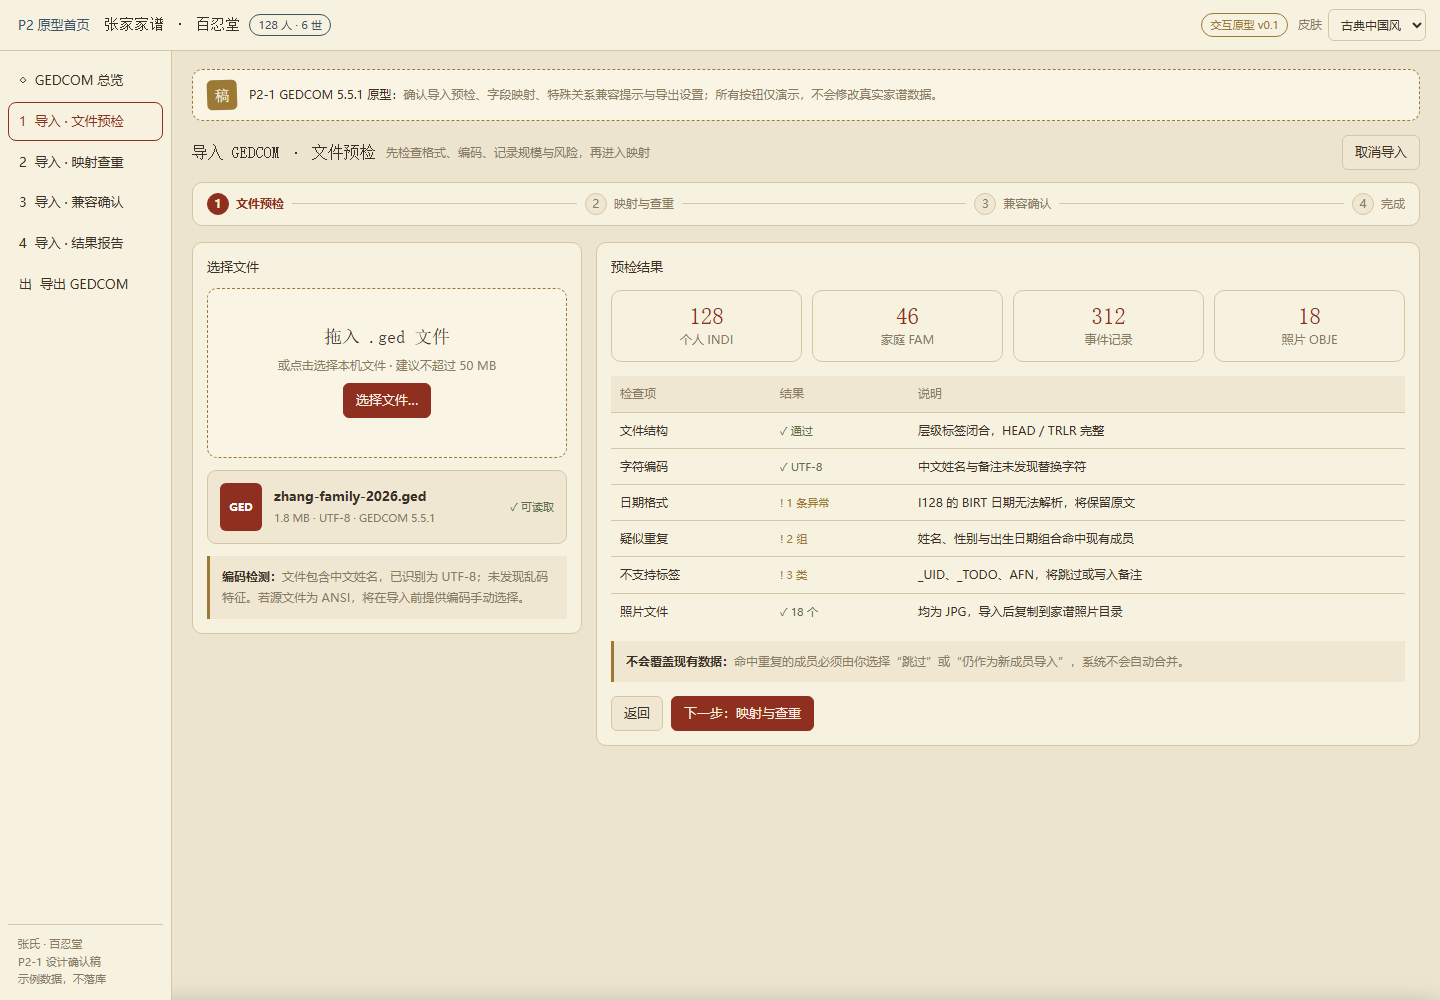 P2 原型首页 张家家谱 · 百忍堂 128 人 · 6 世 交互原型 v0.1 皮肤 古典中国风
GEDCOM 总览
1 导入 · 文件预检
2 导入 · 映射查重
3 导入 · 兼容确认
4 导入 · 结果报告
出 导出 GEDCOM
张氏 · 百忍堂
P2-1 设计确认稿
示例数据，不落库
稿 P2-1 GEDCOM 5.5.1 原型：确认导入预检、字段映射、特殊关系兼容提示与导出设置；所有按钮仅演示，不会修改真实家谱数据。
导入 GEDCOM · 文件预检 先检查格式、编码、记录规模与风险，再进入映射 取消导入
1 文件预检 2 映射与查重 3 兼容确认 4 完成
选择文件
拖入 .ged 文件
或点击选择本机文件 · 建议不超过 50 MB
选择文件...
GED
zhang-family-2026.ged
1.8 MB · UTF-8 · GEDCOM 5.5.1
✓ 可读取
编码检测：文件包含中文姓名，已识别为 UTF-8；未发现乱码
特征。若源文件为 ANSI，将在导入前提供编码手动选择。
预检结果
128 46 312 18
个人 INDI 家庭 FAM 事件记录 照片 OBJE
检查项 结果 说明
文件结构 ✓ 通过 层级标签闭合，HEAD / TRLR 完整
字符编码 ✓ UTF-8 中文姓名与备注未发现替换字符
日期格式 ! 1 条异常 I128 的 BIRT 日期无法解析，将保留原文
疑似重复 ! 2 组 姓名、性别与出生日期组合命中现有成员
不支持标签 ! 3 类 _UID、_TODO、AFN，将跳过或写入备注
照片文件 ✓ 18 个 均为 JPG，导入后复制到家谱照片目录
不会覆盖现有数据：命中重复的成员必须由你选择“跳过”或“仍作为新成员导入”，系统不会自动合并。
返回 下一步：映射与查重